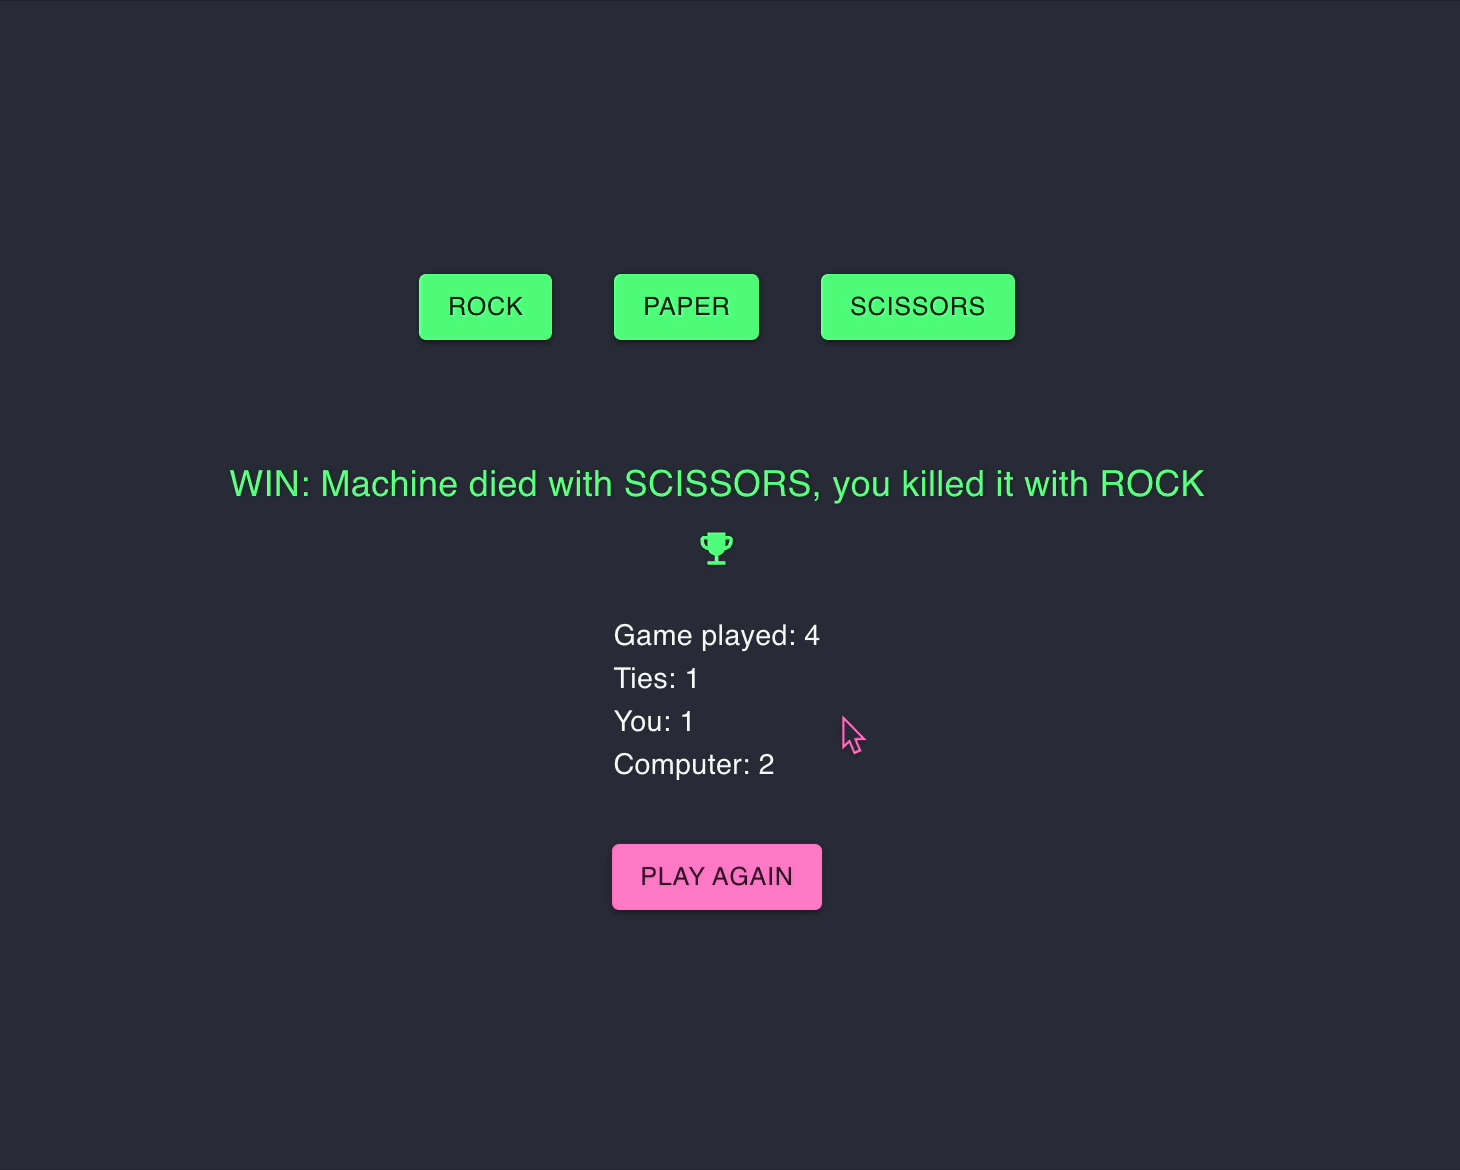 ROCK PAPER SCISSORS
WIN: Machine died with SCISSORS, you killed it with ROCK
Game played: 4
Ties: 1
You: 1
Computer: 2
PLAY AGAIN